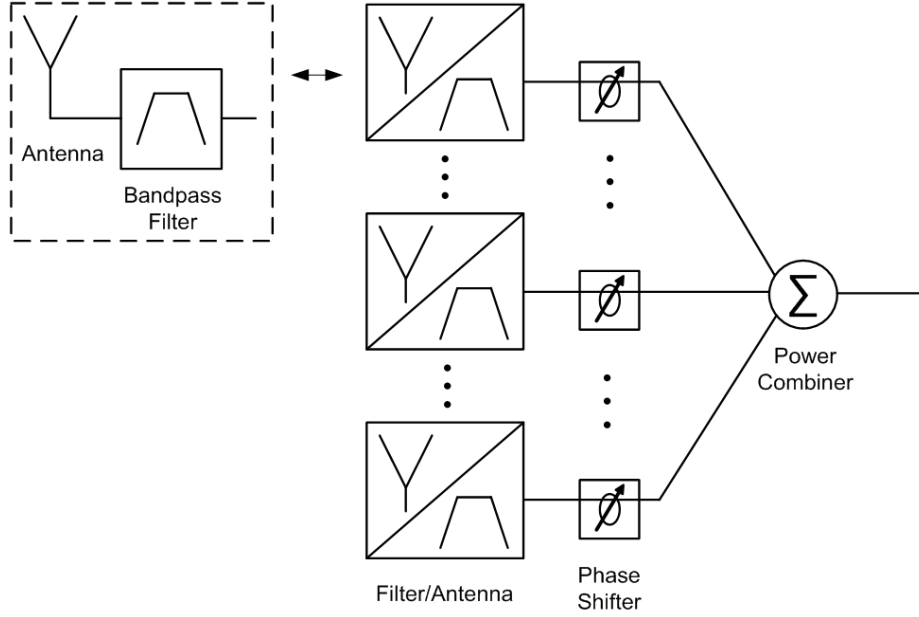 Antenna
Bandpass
Filter
Σ
Power
Combiner
Filter/Antenna
Phase
Shifter